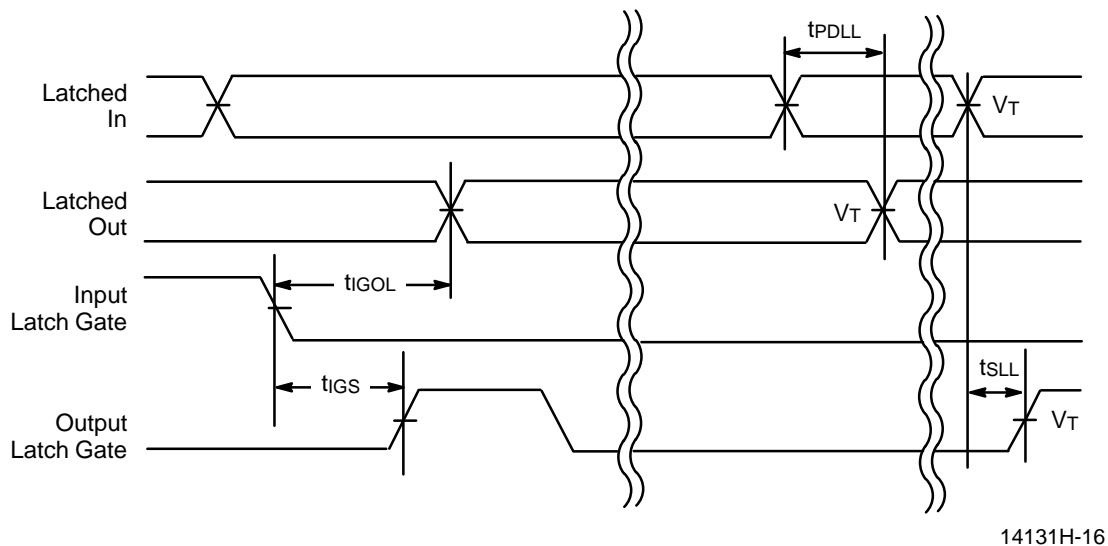 tPDLL
Latched
In
VT
Latched
Out
VT
tIGOL
Input
Latch Gate
tSLL
tIGS
Output
Latch Gate
VT
14131H-16